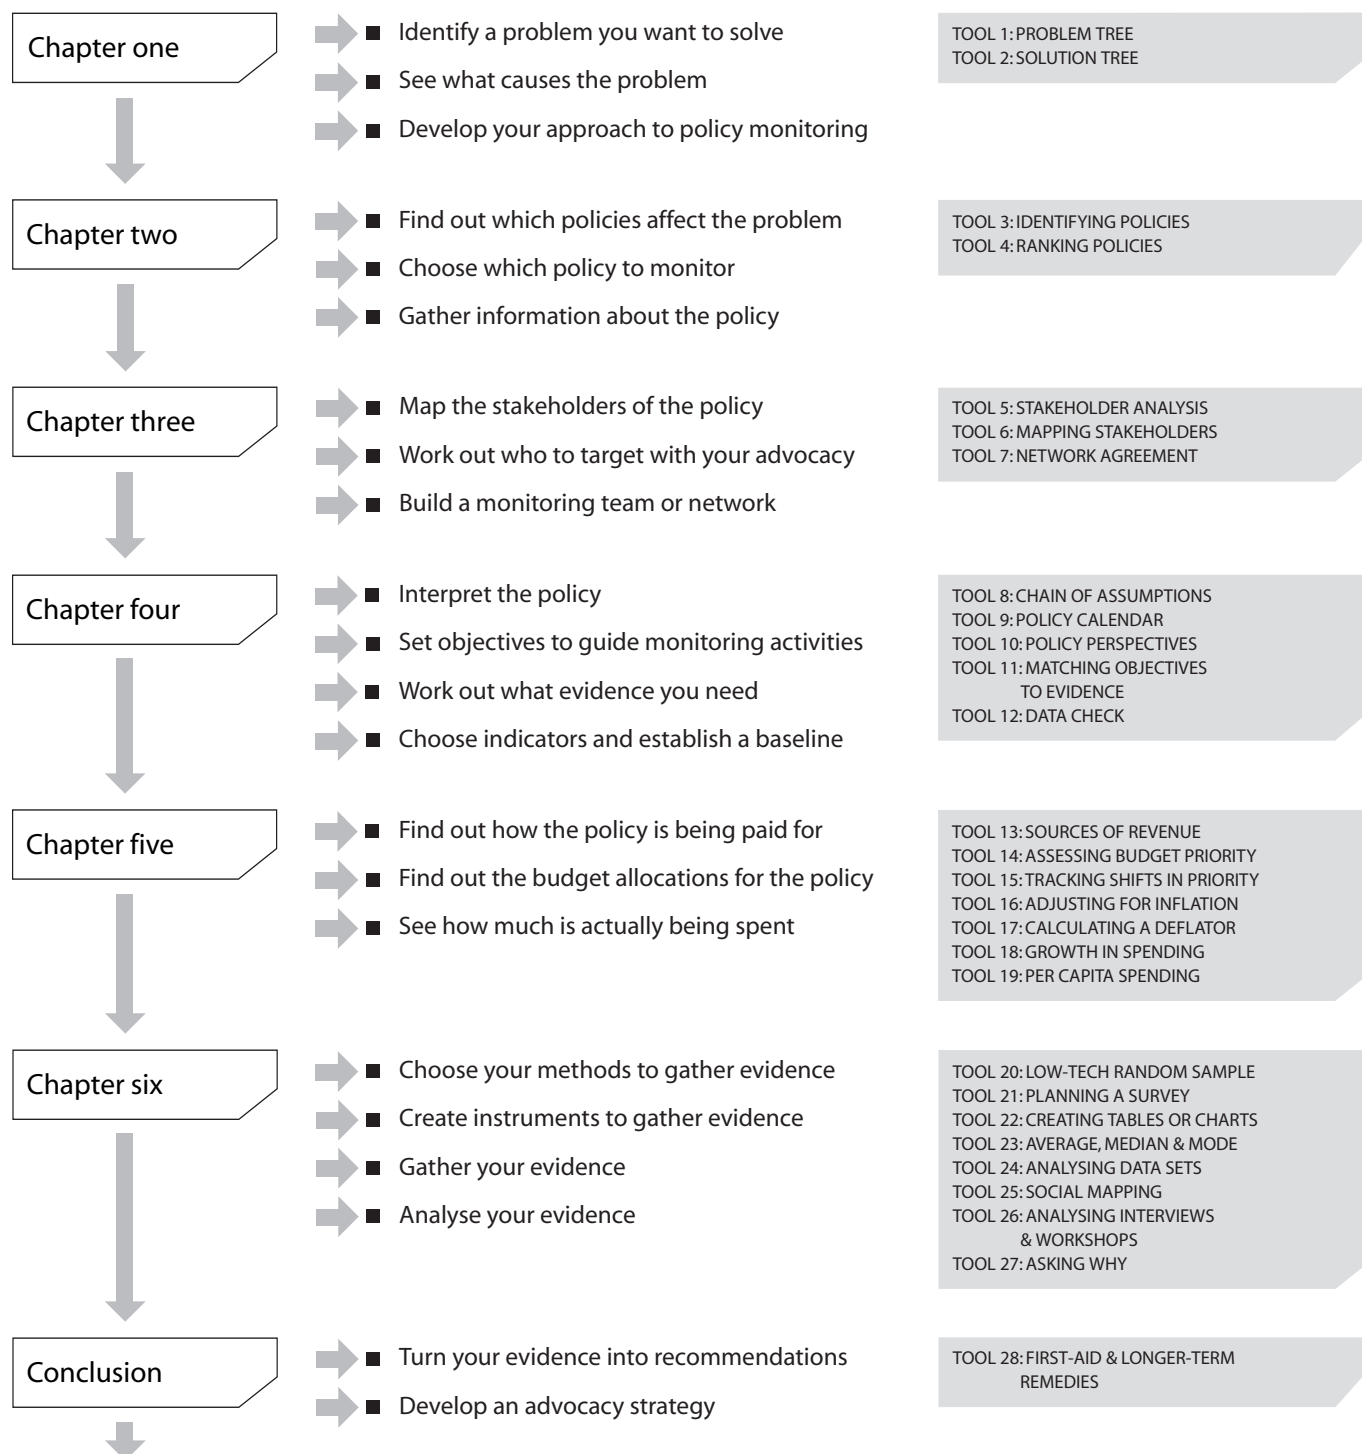 Chapter one
Identify a problem you want to solve
See what causes the problem
Develop your approach to policy monitoring
TOOL 1: PROBLEM TREE
TOOL 2: SOLUTION TREE
Chapter two
Find out which policies affect the problem
Choose which policy to monitor
Gather information about the policy
TOOL 3: IDENTIFYING POLICIES
TOOL 4: RANKING POLICIES
Chapter three
Map the stakeholders of the policy
Work out who to target with your advocacy
Build a monitoring team or network
TOOL 5: STAKEHOLDER ANALYSIS
TOOL 6: MAPPING STAKEHOLDERS
TOOL 7: NETWORK AGREEMENT
Chapter four
Interpret the policy
Set objectives to guide monitoring activities
Work out what evidence you need
Choose indicators and establish a baseline
TOOL 8: CHAIN OF ASSUMPTIONS
TOOL 9: POLICY CALENDAR
TOOL 10: POLICY PERSPECTIVES
TOOL 11: MATCHING OBJECTIVES
TO EVIDENCE
TOOL 12: DATA CHECK
Chapter five
Find out how the policy is being paid for
Find out the budget allocations for the policy
See how much is actually being spent
TOOL 13: SOURCES OF REVENUE
TOOL 14: ASSESSING BUDGET PRIORITY
TOOL 15: TRACKING SHIFTS IN PRIORITY
TOOL 16: ADJUSTING FOR INFLATION
TOOL 17: CALCULATING A DEFLATOR
TOOL 18: GROWTH IN SPENDING
TOOL 19: PER CAPITA SPENDING
Chapter six
Choose your methods to gather evidence
Create instruments to gather evidence
Gather your evidence
Analyse your evidence
TOOL 20: LOW-TECH RANDOM SAMPLE
TOOL 21: PLANNING A SURVEY
TOOL 22: CREATING TABLES OR CHARTS
TOOL 23: AVERAGE, MEDIAN & MODE
TOOL 24: ANALYSING DATA SETS
TOOL 25: SOCIAL MAPPING
TOOL 26: ANALYSING INTERVIEWS
& WORKSHOPS
TOOL 27: ASKING WHY
Conclusion
Turn your evidence into recommendations
Develop an advocacy strategy
TOOL 28: FIRST-AID & LONGER-TERM
REMEDIES